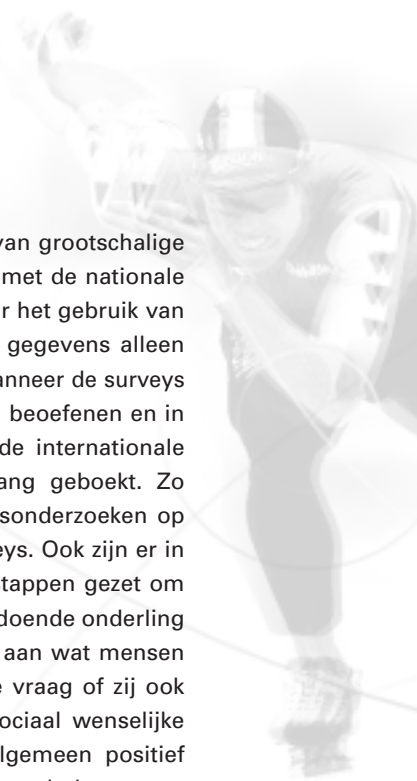 van grootschalige
met de nationale
r het gebruik van
gegevens alleen
anneer de surveys
beoefenen en in
de internationale
ang geboekt. Zo
sonderzoeken op
eys. Ook zijn er in
stappen gezet om
doende onderling
aan wat mensen
e vraag of zij ook
ociaal wenselijke
lgemeen positief